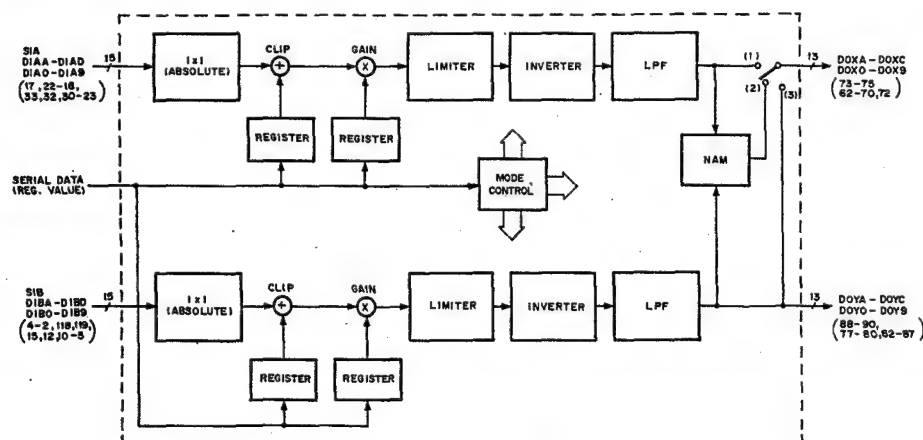 SIA
DIAA-DIAD
DIA0-DIA9
(17, 22-18,
33, 32, 30-23)
15
|x|
(ABSOLUTE)
CLIP
+
GAIN
X
LIMITER
INVERTER
LPF
(1)
(2)
(3)
13
DOXA - DOXC
DOX0 - DOX9
(73-75
62-70, 72)
REGISTER
REGISTER
NAM
SERIAL DATA
(REG. VALUE)
MODE
CONTROL
SIB
DIBA-DIBD
DIB0-DIB9
(4-2, 118, 119,
15, 12, 10-5)
15
|x|
(ABSOLUTE)
CLIP
+
GAIN
X
LIMITER
INVERTER
LPF
13
DOYA - DOYC
DOY0 - DOY9
(88-90,
77-80, 82-87)
REGISTER
REGISTER